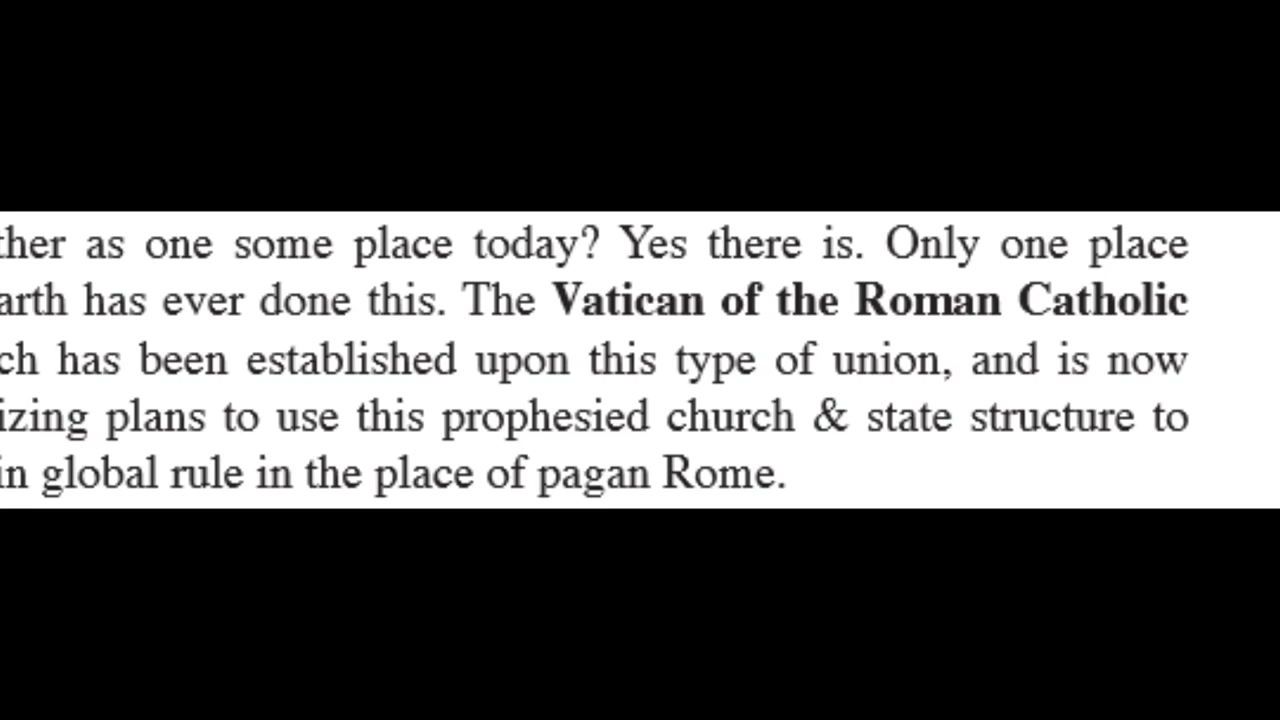 ther as one some place today? Yes there is. Only one place
arth has ever done this. The Vatican of the Roman Catholic
ch has been established upon this type of union, and is now
izing plans to use this prophesied church & state structure to
in global rule in the place of pagan Rome.